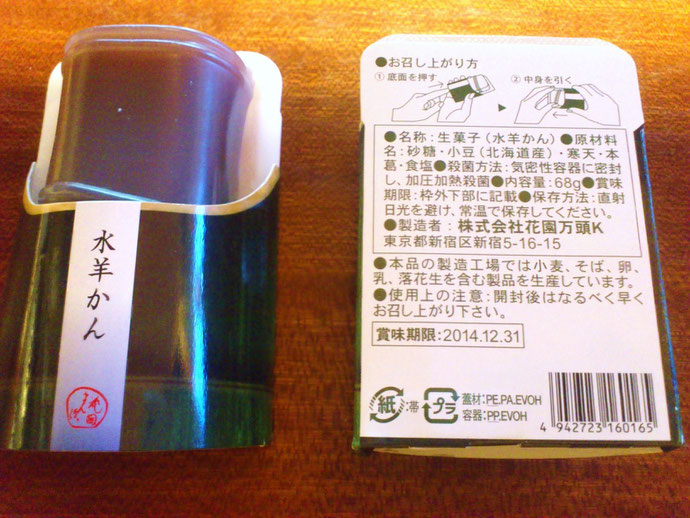 水羊かん
●お召し上がり方
①底面を押す ②中身を引く
●名称:生菓子(水羊かん)●原材料
名:砂糖・小豆(北海道産)・寒天・本
葛・食塩●殺菌方法:気密性容器に密封
し、加圧加熱殺菌●内容量:68g●賞味
期限:枠外下部に記載●保存方法:直射
日光を避け、常温で保存してください。
●製造者:株式会社花園万頭K
東京都新宿区新宿5-16-15
●本品の製造工場では小麦、そば、卵、
乳、落花生を含む製品を生産しています。
●使用上の注意:開封後はなるべく早く
お召し上がり下さい。
賞味期限:2014.12.31
紙:帯 プラ 蓋材:PE.PA.EVOH
容器:PP.EVOH
4 942723 160165